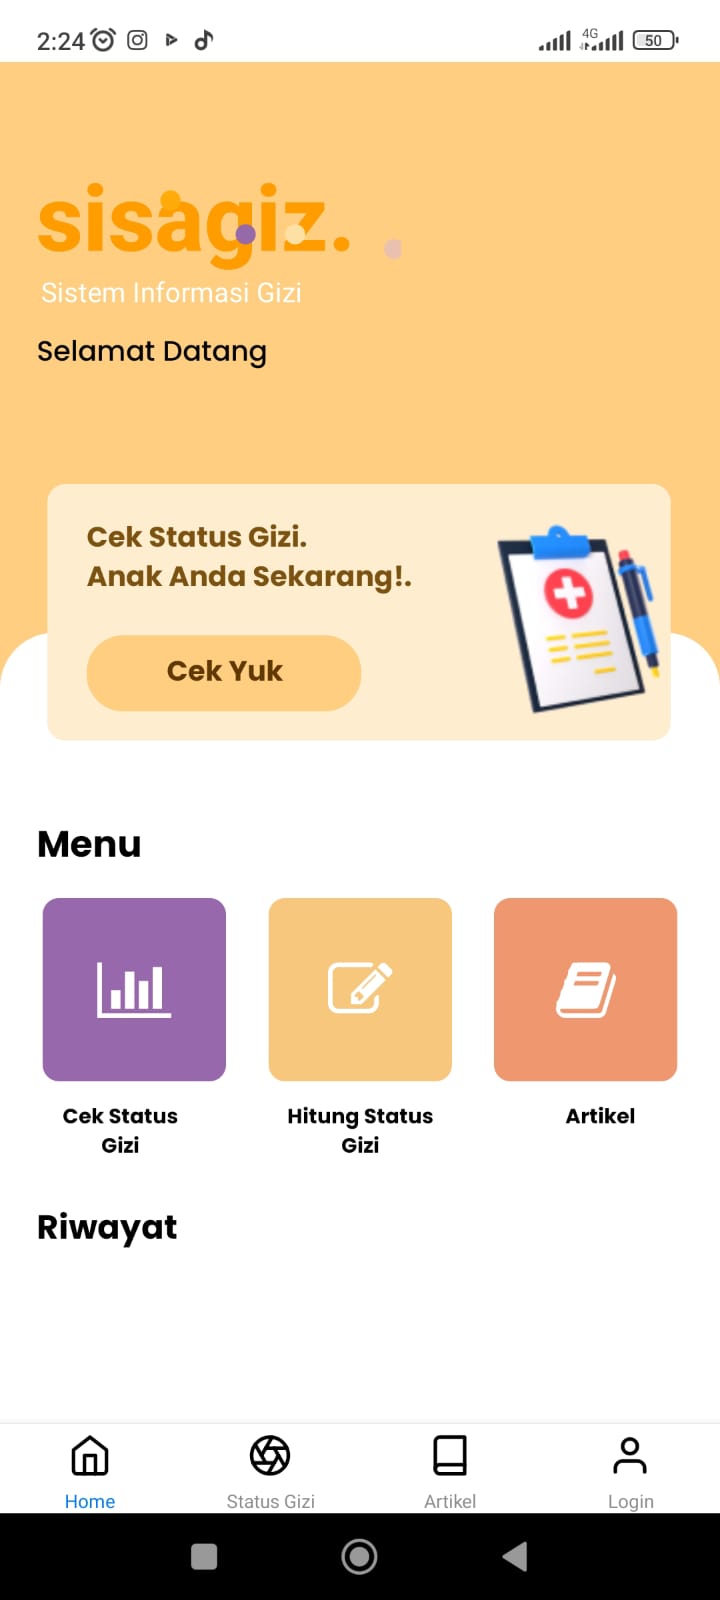 2:24
4G
50
sisagiz.
Sistem Informasi Gizi
Selamat Datang
Cek Status Gizi.
Anak Anda Sekarang!.
Cek Yuk
Menu
Cek Status
Gizi
Hitung Status
Gizi
Artikel
Riwayat
Home
Status Gizi
Artikel
Login